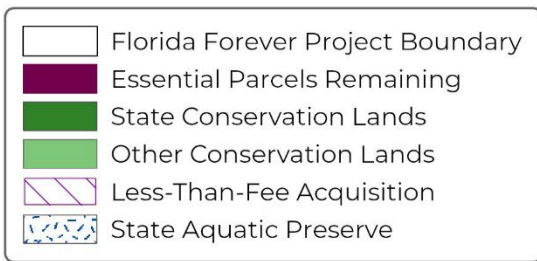 Florida Forever Project Boundary
Essential Parcels Remaining
State Conservation Lands
Other Conservation Lands
Less-Than-Fee Acquisition
State Aquatic Preserve